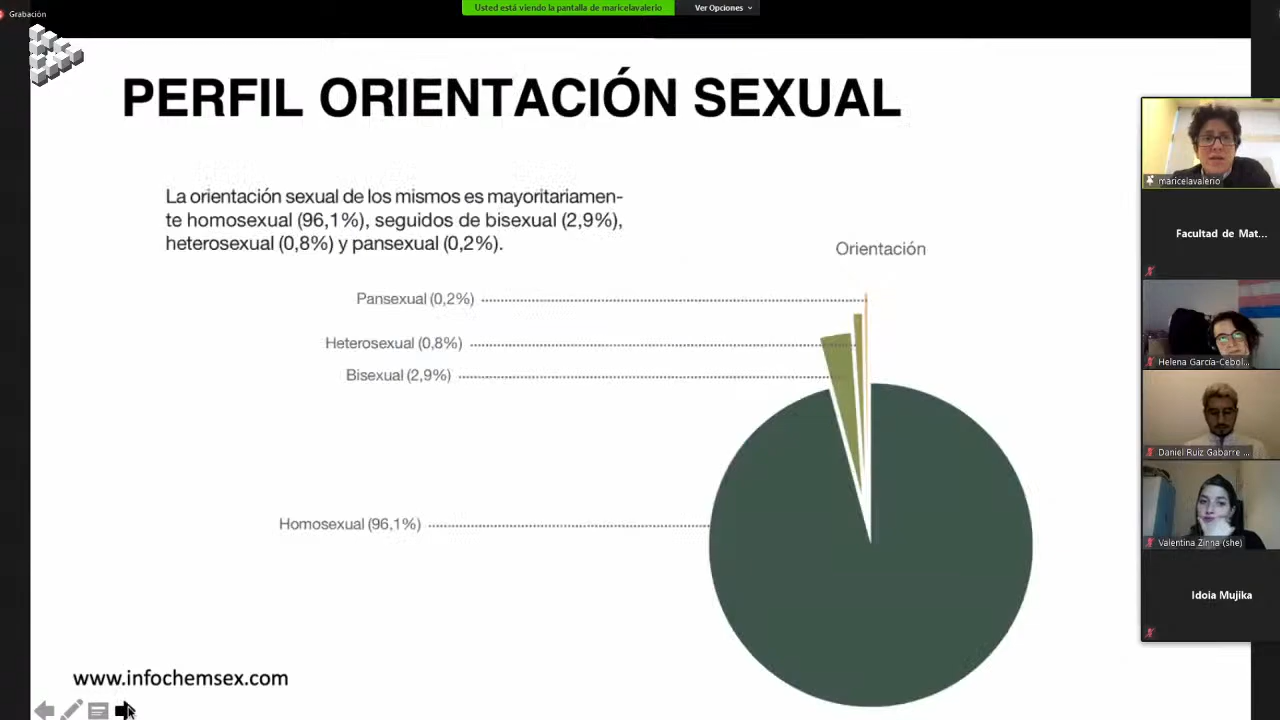 Grabación
Usted está viendo la pantalla de maricelavalerio
Ver Opciones
PERFIL ORIENTACIÓN SEXUAL
La orientación sexual de los mismos es mayoritariamen-
te homosexual (96,1%), seguidos de bisexual (2,9%),
heterosexual (0,8%) y pansexual (0,2%).
Orientación
Pansexual (0,2%)
Heterosexual (0,8%)
Bisexual (2,9%)
Homosexual (96,1%)
www.infochemsex.com
maricelavalerio
Facultad de Mat...
Helena García-Cebol...
Daniel Ruiz Gabarre ...
Valentina Zinna (she)
Idoia Mujika